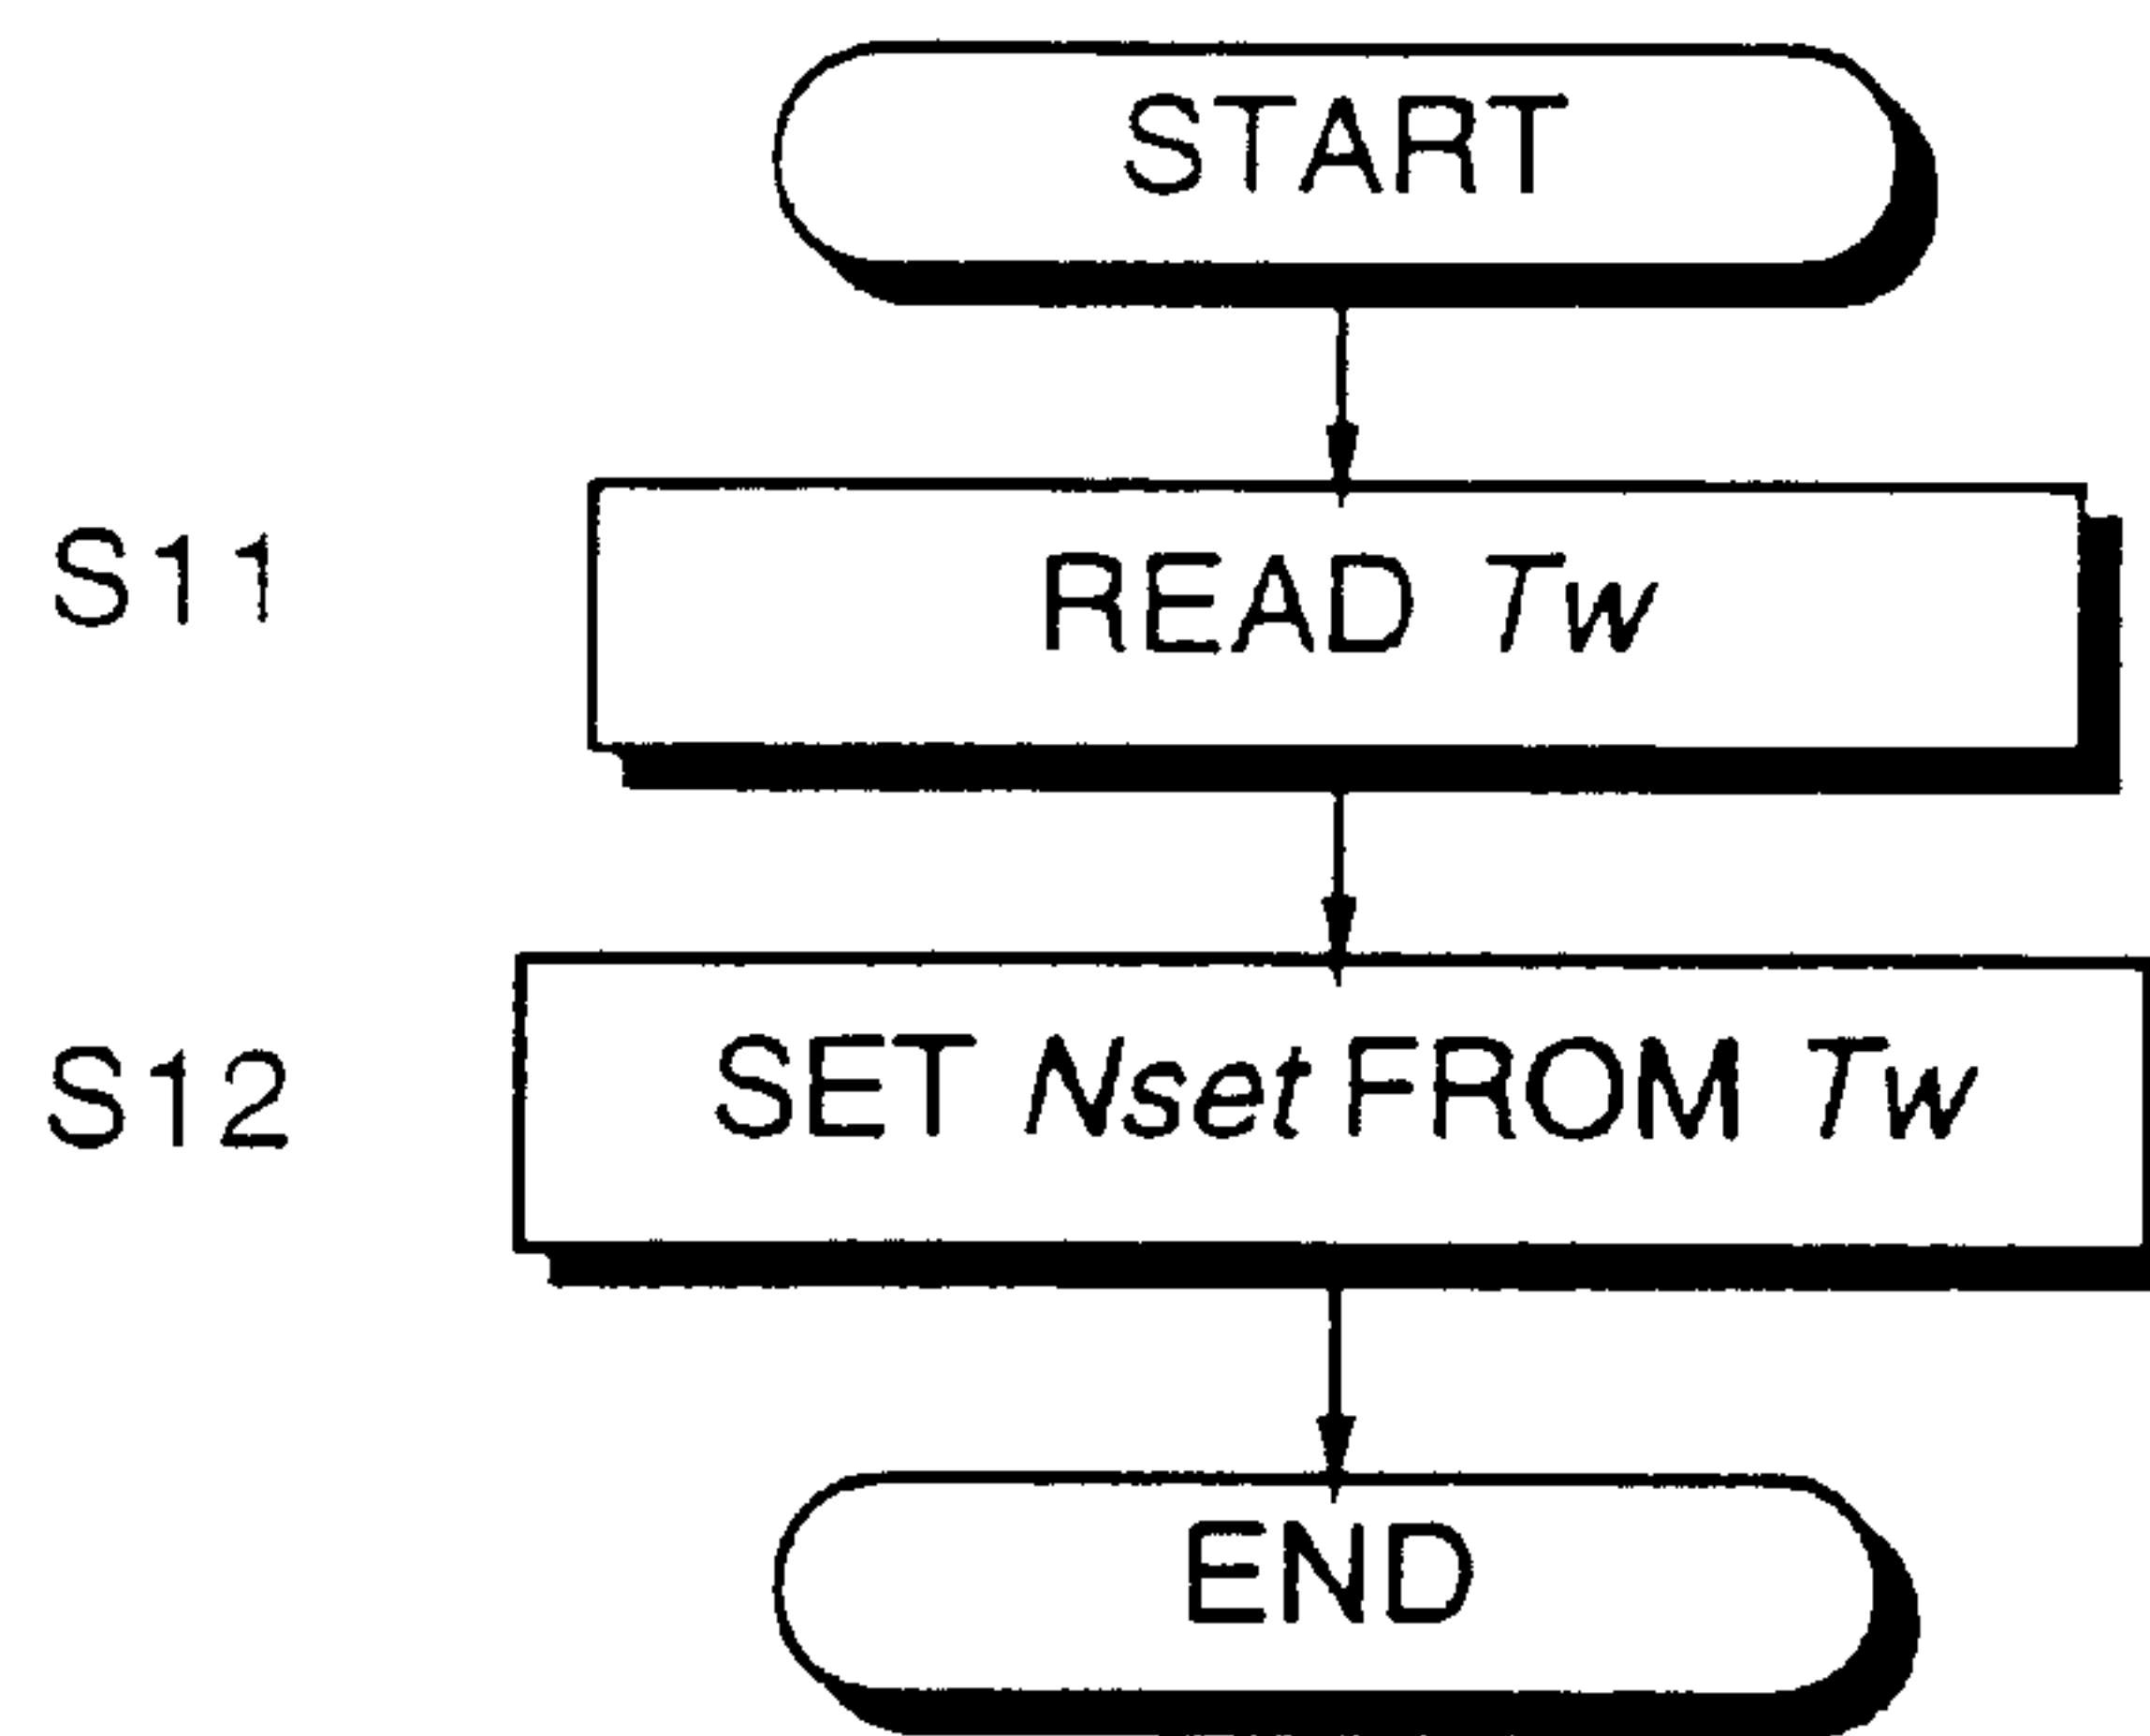 START
S11
READ Tw
S12
SET Nset FROM Tw
END